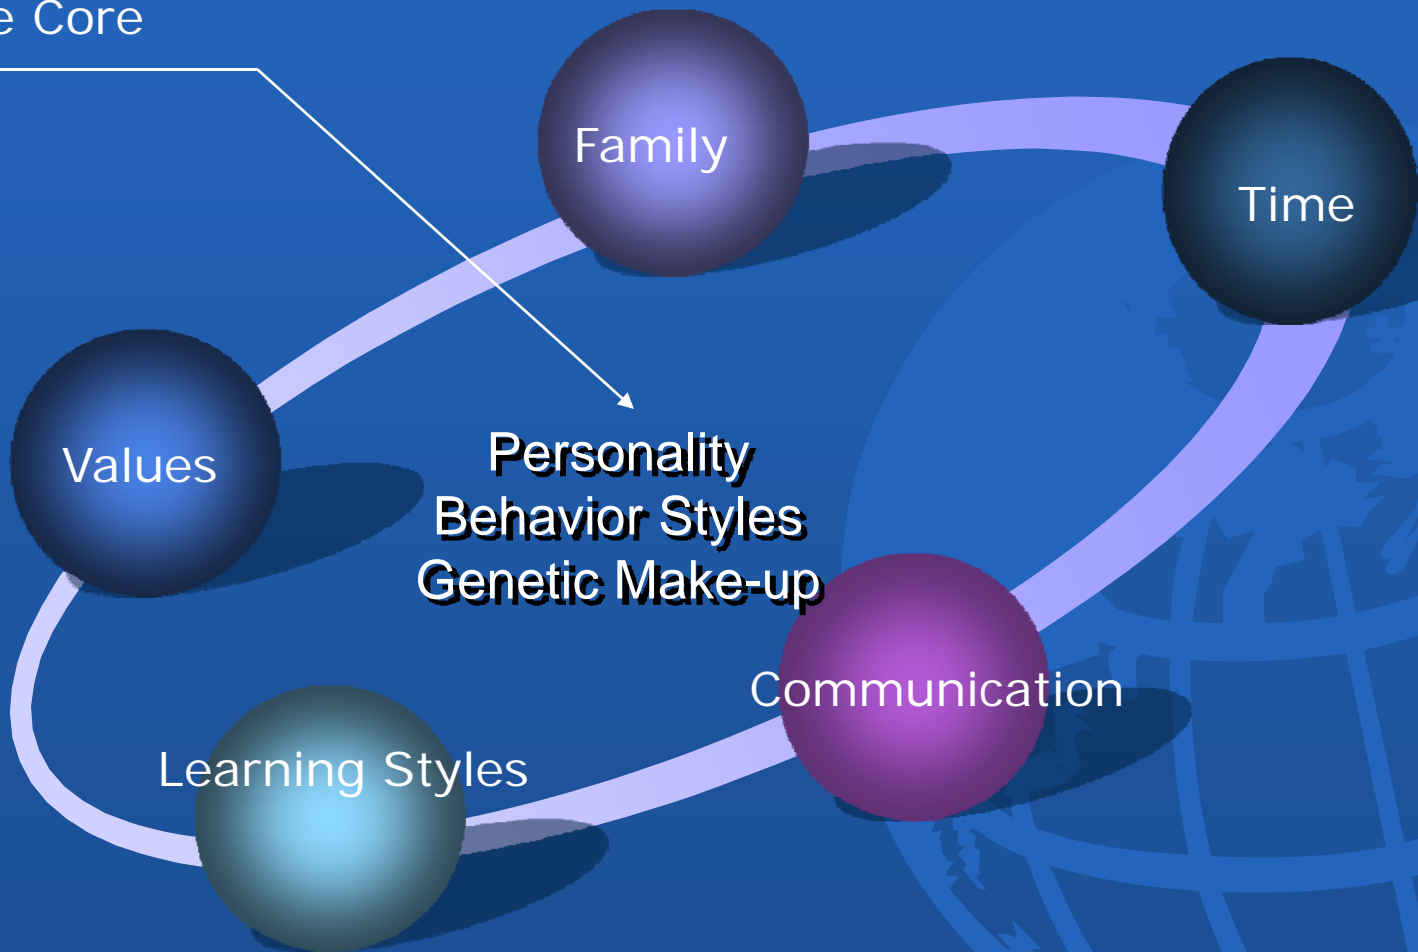 Core
Family
Time
Values
Personality
Behavior Styles
Genetic Make-up
Communication
Learning Styles